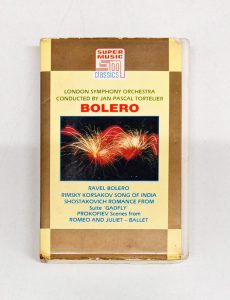 SUPER
MUSIC
100
classics
LONDON SYMPHONY ORCHESTRA
CONDUCTED BY JAN PASCAL TORTELIER
BOLERO
RAVEL BOLERO
RIMSKY KORSAKOV SONG OF INDIA
SHOSTAKOVICH ROMANCE FROM
Suite 'GADFLY'
PROKOFIEV Scenes from
ROMEO AND JULIET - BALLET